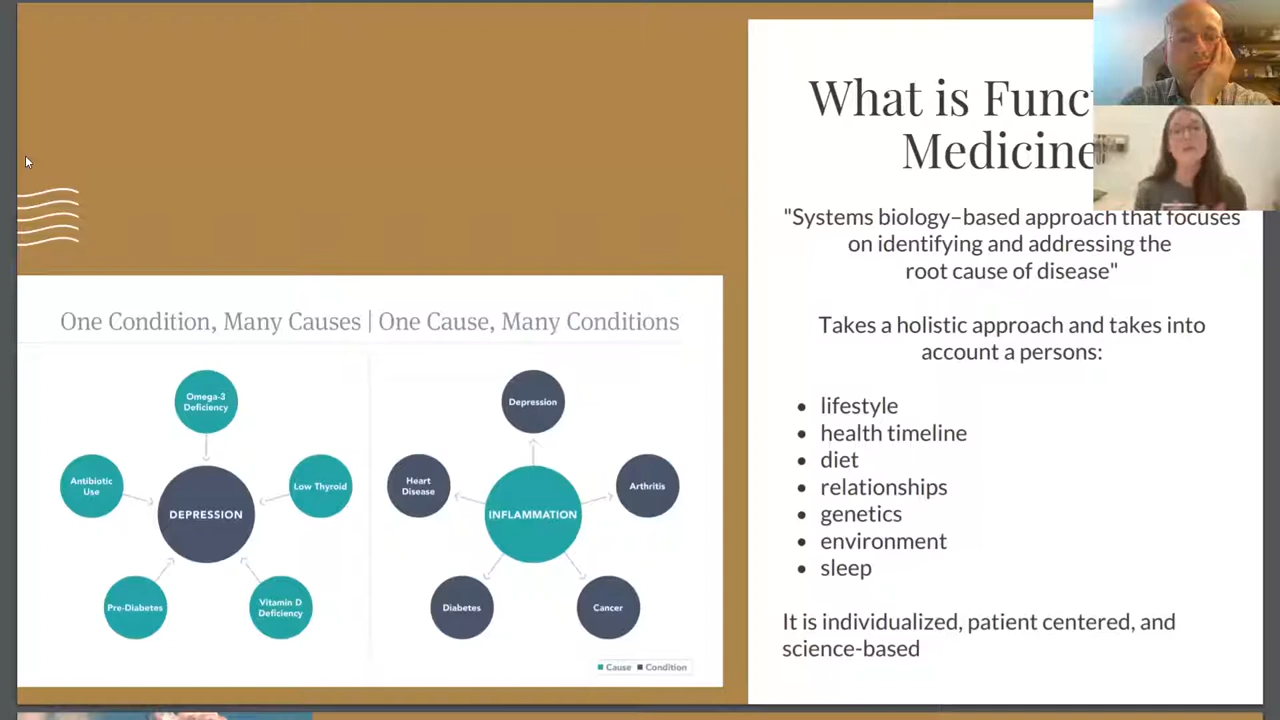 What is Func
Medicine
"Systems biology–based approach that focuses
on identifying and addressing the
root cause of disease"
Takes a holistic approach and takes into
account a persons:
• lifestyle
• health timeline
• diet
• relationships
• genetics
• environment
• sleep
It is individualized, patient centered, and
science-based
One Condition, Many Causes | One Cause, Many Conditions
Omega-3
Deficiency
Antibiotic
Use
Low Thyroid
DEPRESSION
Pre-Diabetes
Vitamin D
Deficiency
Depression
Heart
Disease
Arthritis
INFLAMMATION
Diabetes
Cancer
Cause
Condition